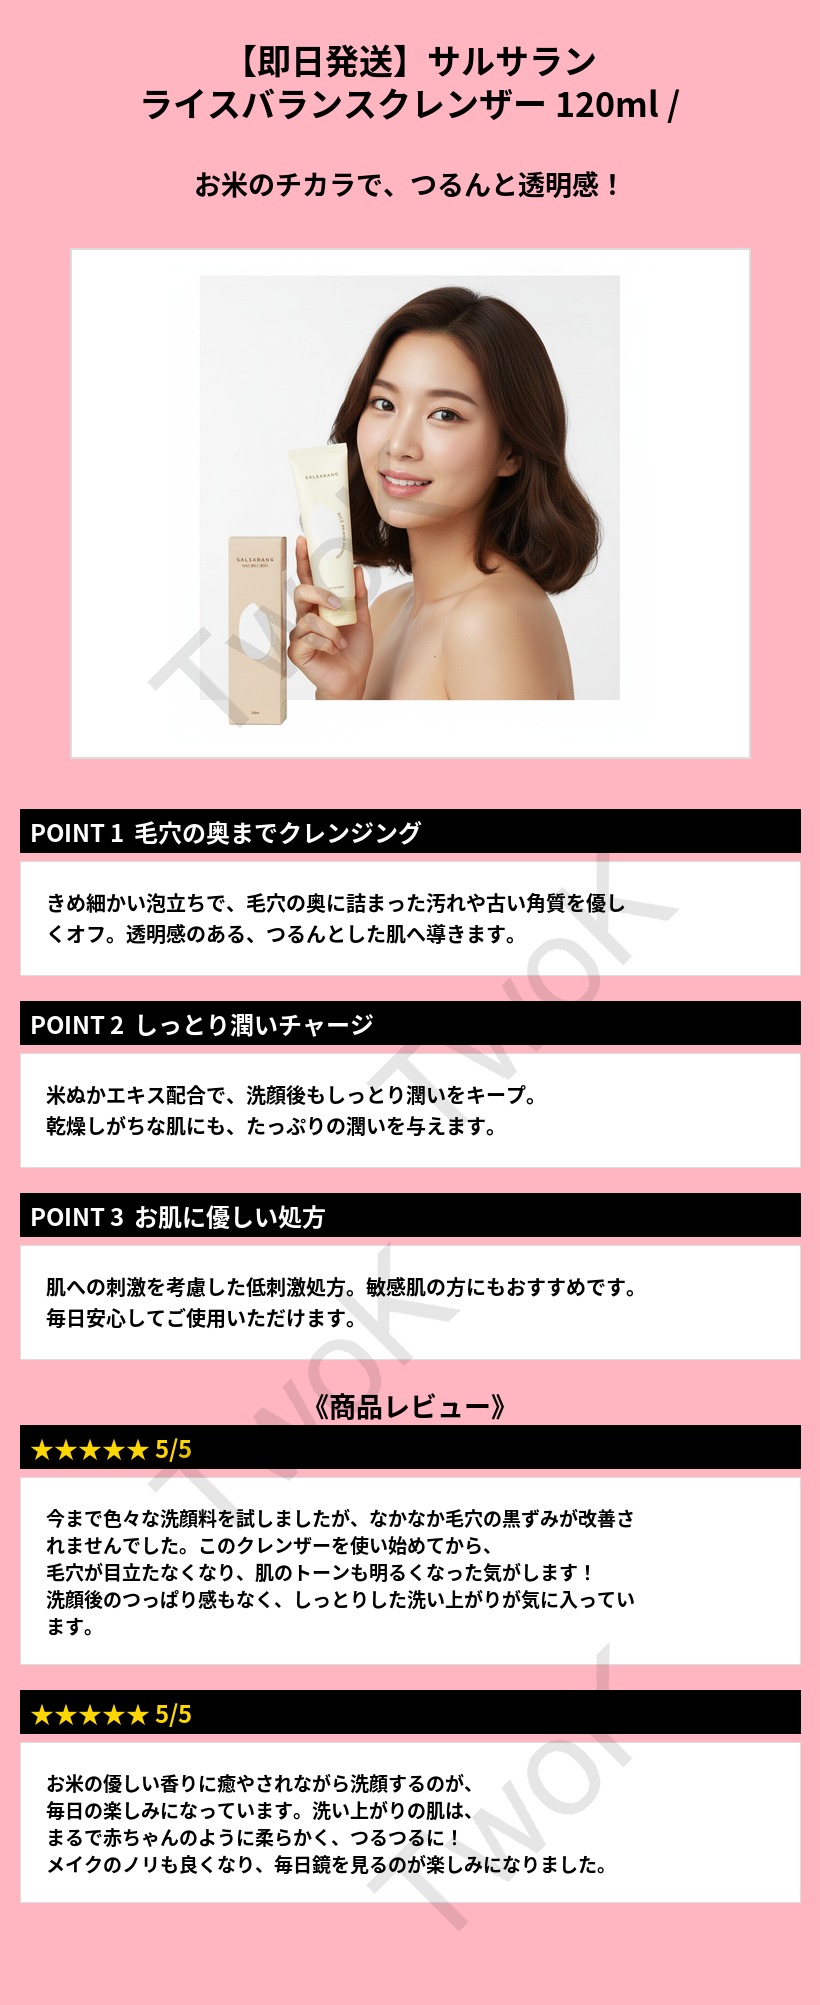 【即日発送】サルサラン
ライスバランスクレンザー 120ml /
お米のチカラで、つるんと透明感！
SALSARANG
SALSARANG
TwoK
POINT 1 毛穴の奥までクレンジング
きめ細かい泡立ちで、毛穴の奥に詰まった汚れや古い角質を優し
くオフ。透明感のある、つるんとした肌へ導きます。
TwoK
POINT 2 しっとり潤いチャージ
米ぬかエキス配合で、洗顔後もしっとり潤いをキープ。
乾燥しがちな肌にも、たっぷりの潤いを与えます。
POINT 3 お肌に優しい処方
肌への刺激を考慮した低刺激処方。敏感肌の方にもおすすめです。
毎日安心してご使用いただけます。
TwoK
《商品レビュー》
★★★★★ 5/5
今まで色々な洗顔料を試しましたが、なかなか毛穴の黒ずみが改善さ
れませんでした。このクレンザーを使い始めてから、
毛穴が目立たなくなり、肌のトーンも明るくなった気がします！
洗顔後のつっぱり感もなく、しっとりした洗い上がりが気に入ってい
ます。
★★★★★ 5/5
お米の優しい香りに癒やされながら洗顔するのが、
毎日の楽しみになっています。洗い上がりの肌は、
まるで赤ちゃんのように柔らかく、つるつるに！
メイクのノリも良くなり、毎日鏡を見るのが楽しみになりました。
TwoK